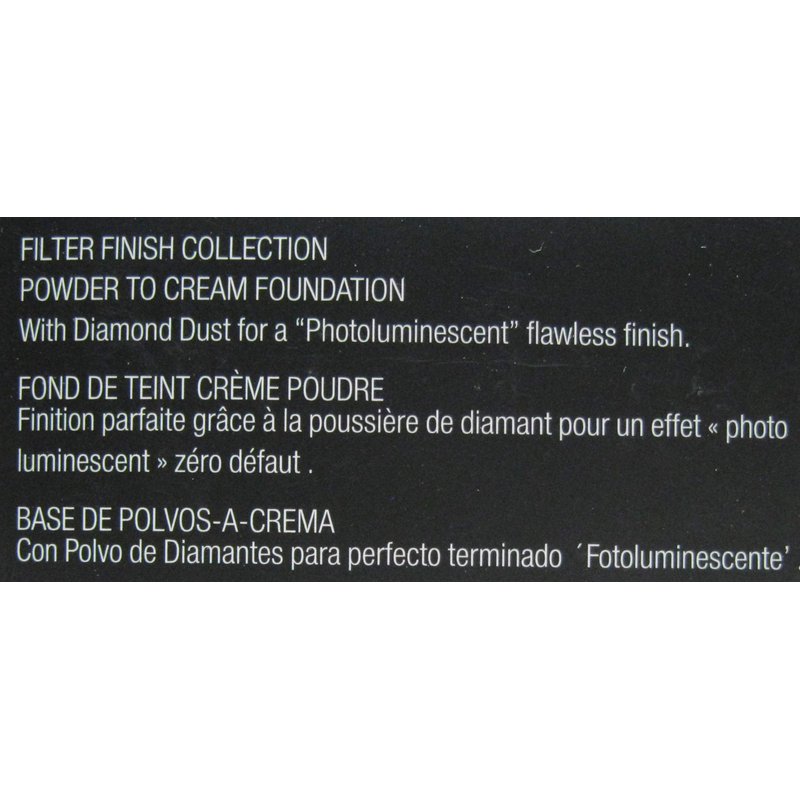 FILTER FINISH COLLECTION
POWDER TO CREAM FOUNDATION
With Diamond Dust for a “Photoluminescent” flawless finish.
FOND DE TEINT CRÈME POUDRE
Finition parfaite grâce à la poussière de diamant pour un effet « photo
luminescent » zéro défaut .
BASE DE POLVOS-A-CREMA
Con Polvo de Diamantes para perfecto terminado ´Fotoluminescente’ .